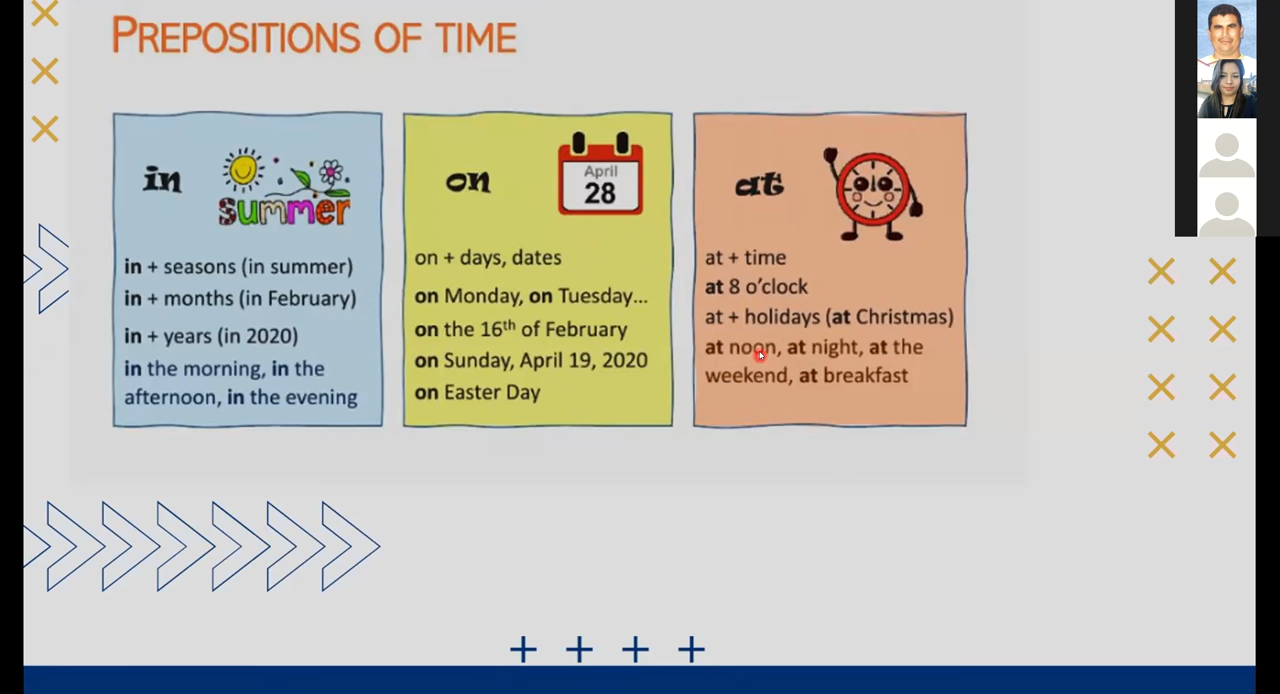 PREPOSITIONS OF TIME
in
summer
in + seasons (in summer)
in + months (in February)
in + years (in 2020)
in the morning, in the
afternoon, in the evening
on
April
28
on + days, dates
on Monday, on Tuesday...
on the 16th of February
on Sunday, April 19, 2020
on Easter Day
at
at + time
at 8 o'clock
at + holidays (at Christmas)
at noon, at night, at the
weekend, at breakfast